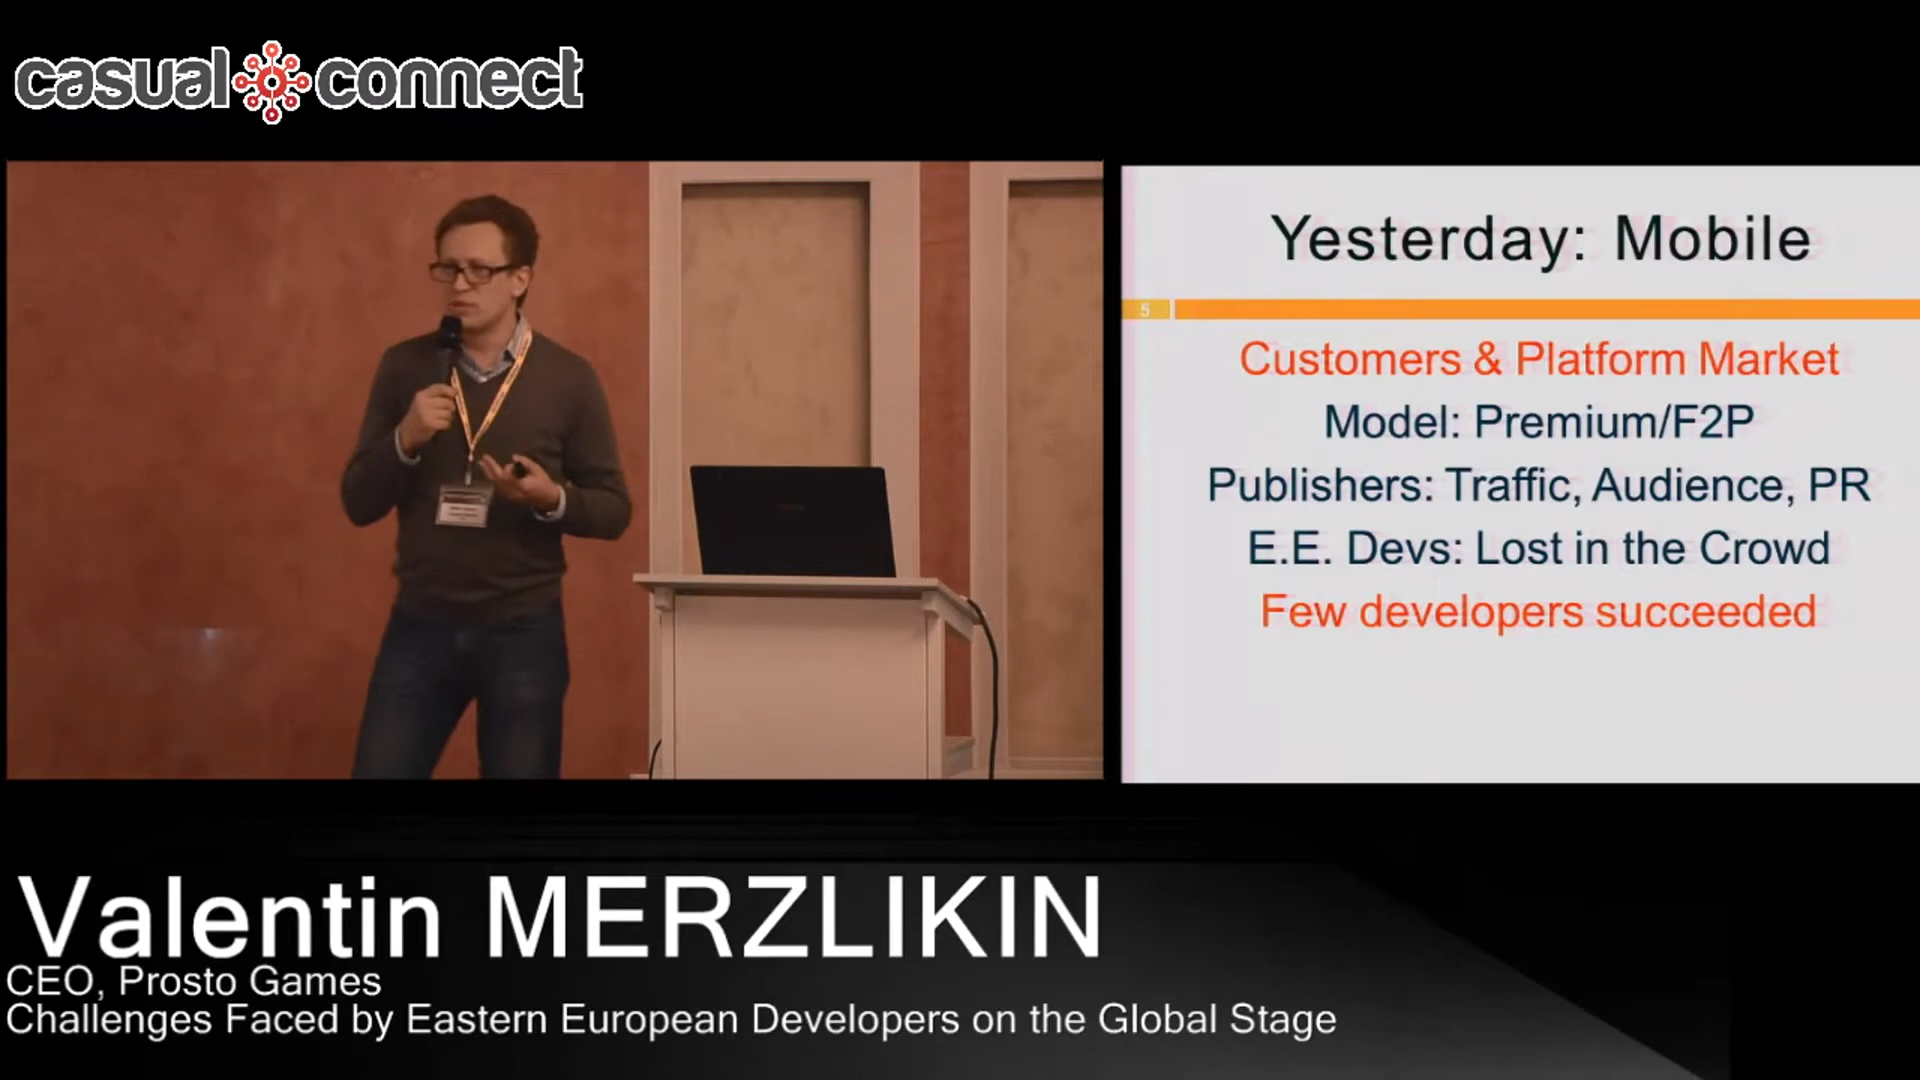 casual connect
Yesterday: Mobile
5
Customers & Platform Market
Model: Premium/F2P
Publishers: Traffic, Audience, PR
E.E. Devs: Lost in the Crowd
Few developers succeeded
Valentin MERZLIKIN
CEO, Prosto Games
Challenges Faced by Eastern European Developers on the Global Stage